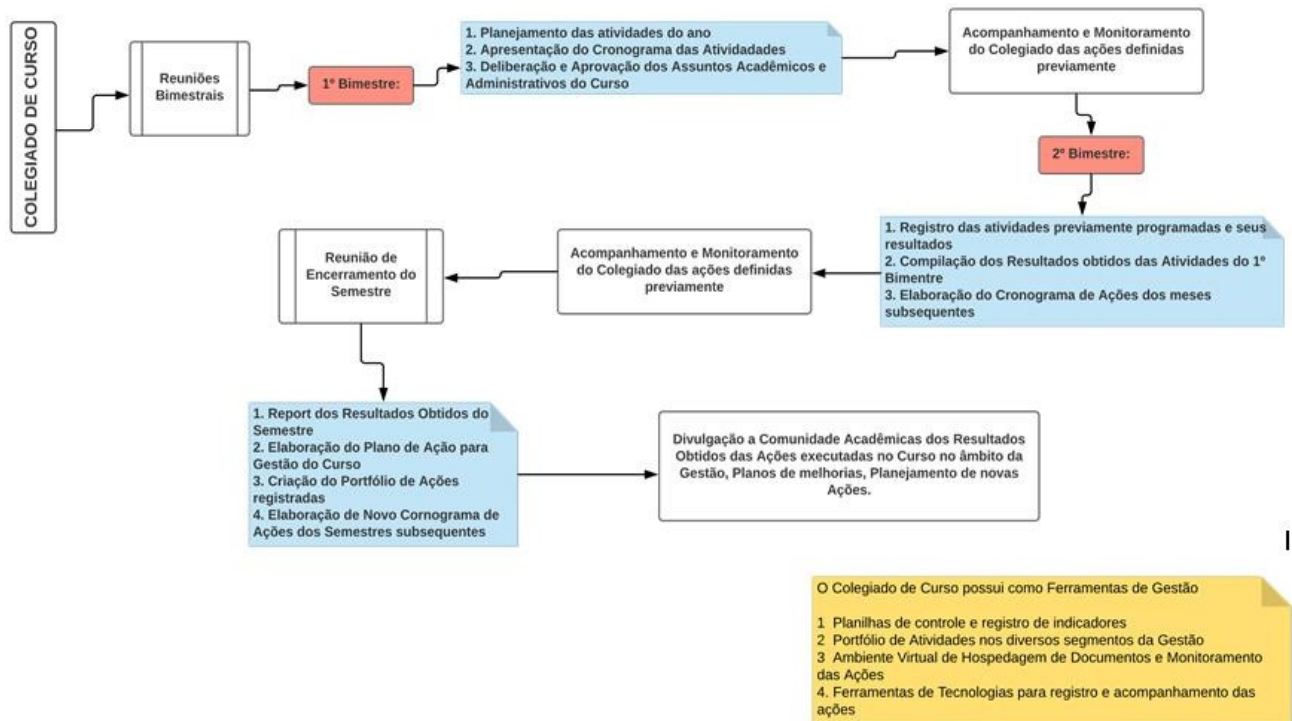 COLEGIADO DE CURSO
Reuniões
Bimestrais
1º Bimestre:
1. Planejamento das atividades do ano
2. Apresentação do Cronograma das Atividadades
3. Deliberação e Aprovação dos Assuntos Acadêmicos e
Administrativos do Curso
Acompanhamento e Monitoramento
do Colegiado das ações definidas
previamente
2º Bimestre:
1. Registro das atividades previamente programadas e seus
resultados
2. Compilação dos Resultados obtidos das Atividades do 1º
Bimentre
3. Elaboração do Cronograma de Ações dos meses
subsequentes
Acompanhamento e Monitoramento
do Colegiado das ações definidas
previamente
Reunião de
Encerramento do
Semestre
1. Report dos Resultados Obtidos do
Semestre
2. Elaboração do Plano de Ação para
Gestão do Curso
3. Criação do Portfólio de Ações
registradas
4. Elaboração de Novo Cornograma de
Ações dos Semestres subsequentes
Divulgação a Comunidade Acadêmicas dos Resultados
Obtidos das Ações executadas no Curso no âmbito da
Gestão, Planos de melhorias, Planejamento de novas
Ações.
O Colegiado de Curso possui como Ferramentas de Gestão
1 Planilhas de controle e registro de indicadores
2 Portfólio de Atividades nos diversos segmentos da Gestão
3 Ambiente Virtual de Hospedagem de Documentos e Monitoramento
das Ações
4. Ferramentas de Tecnologias para registro e acompanhamento das
ações